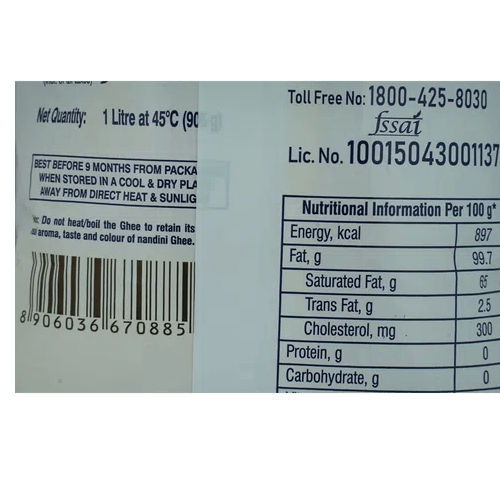 Net Quantity: 1 Litre at 45°C (90
BEST BEFORE 9 MONTHS FROM PACKA
WHEN STORED IN A COOL & DRY PLA
AWAY FROM DIRECT HEAT & SUNLIG
Do not heat/boil the Ghee to retain its
aroma, taste and colour of nandini Ghee.
8 906036 670885
Toll Free No: 1800-425-8030
fssai
Lic. No. 10015043001137
Nutritional Information Per 100 g*
Energy, kcal 897
Fat, g 99.7
Saturated Fat, g 65
Trans Fat, g 2.5
Cholesterol, mg 300
Protein, g 0
Carbohydrate, g 0